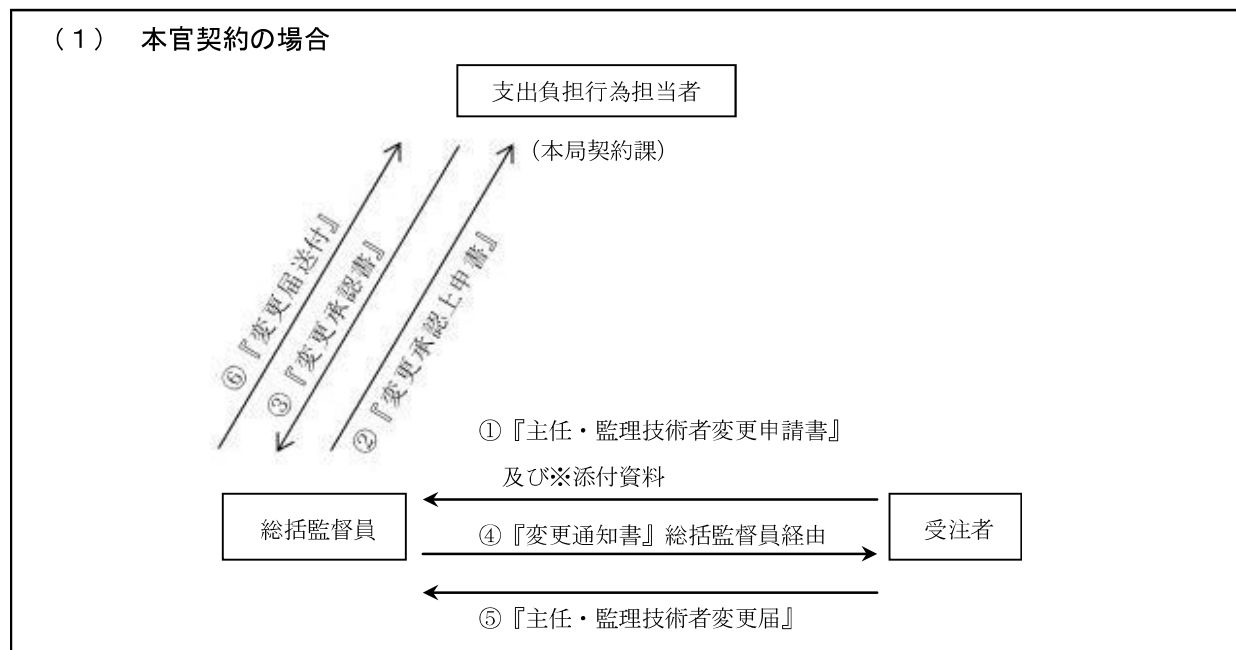 （１）　本官契約の場合
支出負担行為担当者
（本局契約課）
⑥『変更届送付』
③『変更承認書』
②『変更承認上申書』
①『主任・監理技術者変更申請書』
及び※添付資料
総括監督員
④『変更通知書』総括監督員経由
受注者
⑤『主任・監理技術者変更届』